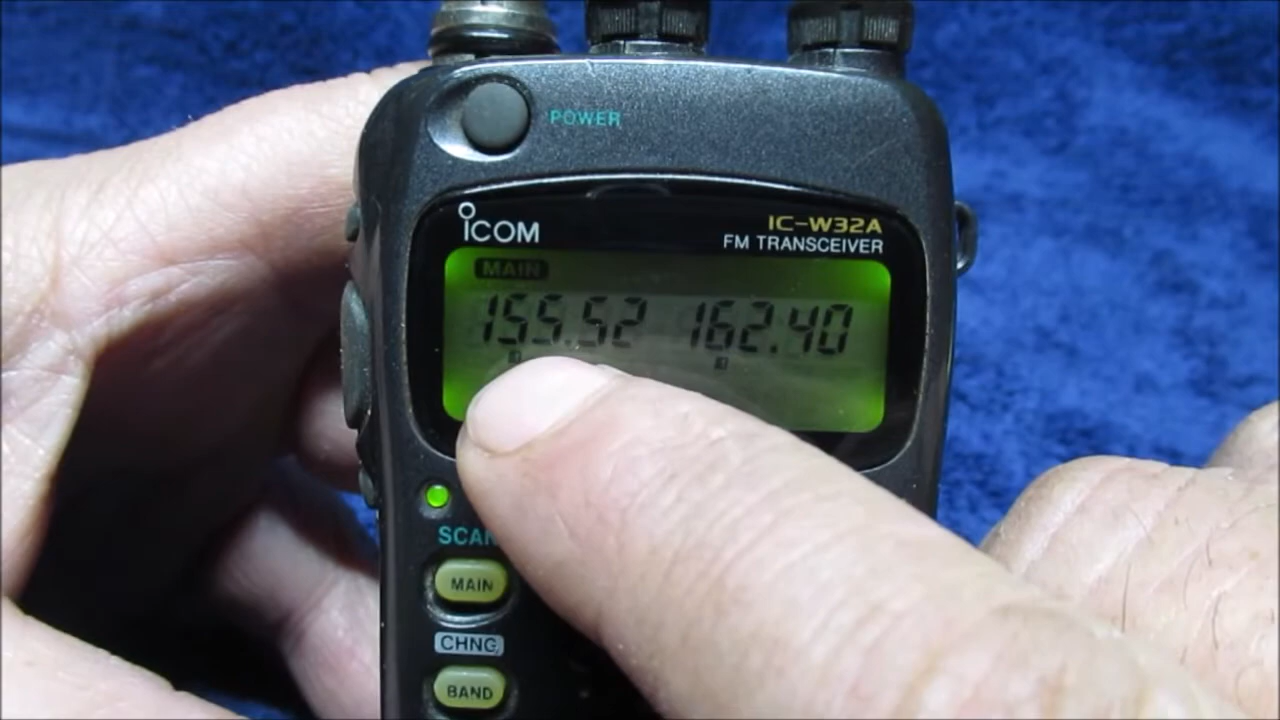 POWER
ICOM
IC-W32A
FM TRANSCEIVER
MAIN
155.52 162.40
SCAN
MAIN
CHNG
BAND